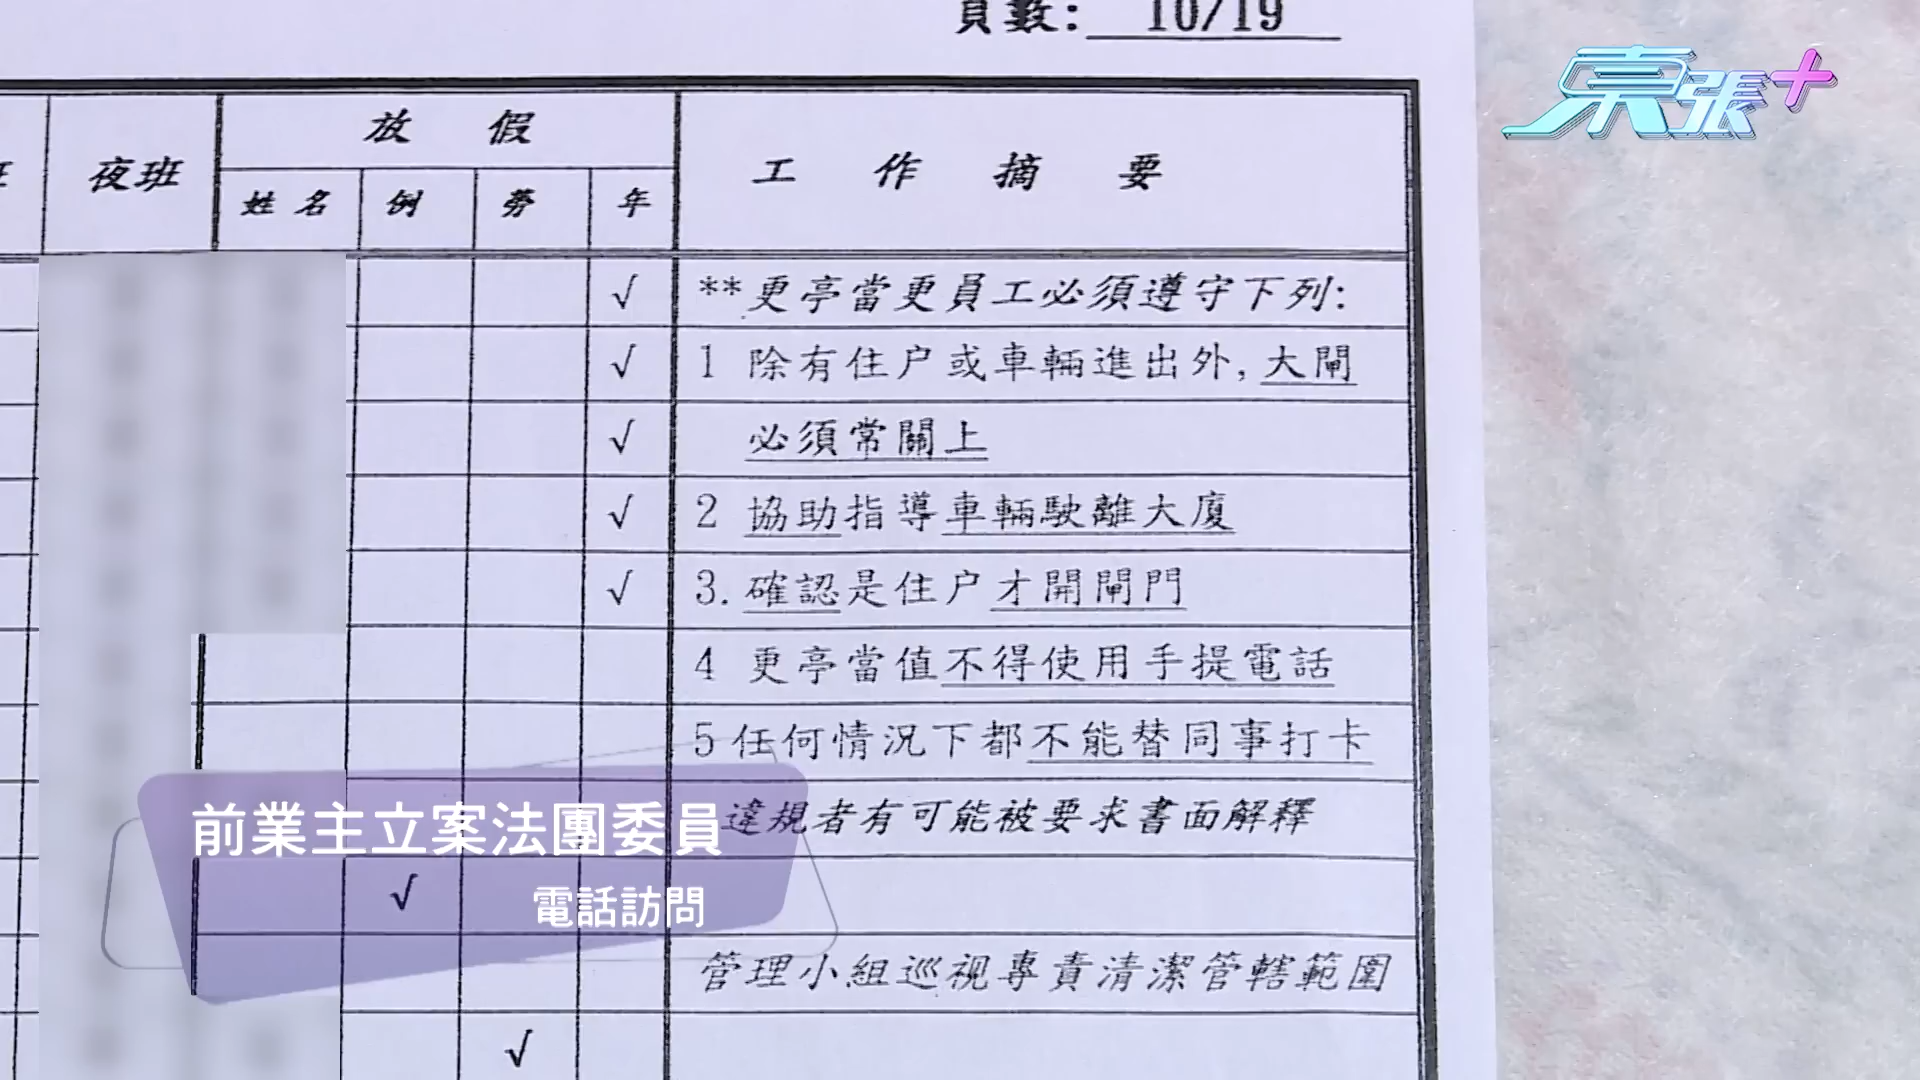 頁數: 10/19
東張+
放 假
夜班
工 作 摘 要
姓 名 例 勞 年
√ **更亭當更員工必須遵守下列:
√ 1 除有住户或車輛進出外,大閘
√ 必須常關上
√ 2 協助指導車輛駛離大廈
√ 3.確認是住户才開閘門
4 更亭當值不得使用手提電話
5任何情況下都不能替同事打卡
違規者有可能被要求書面解釋
前業主立案法團委員
√
電話訪問
管理小組巡視專責清潔管轄範圍
√